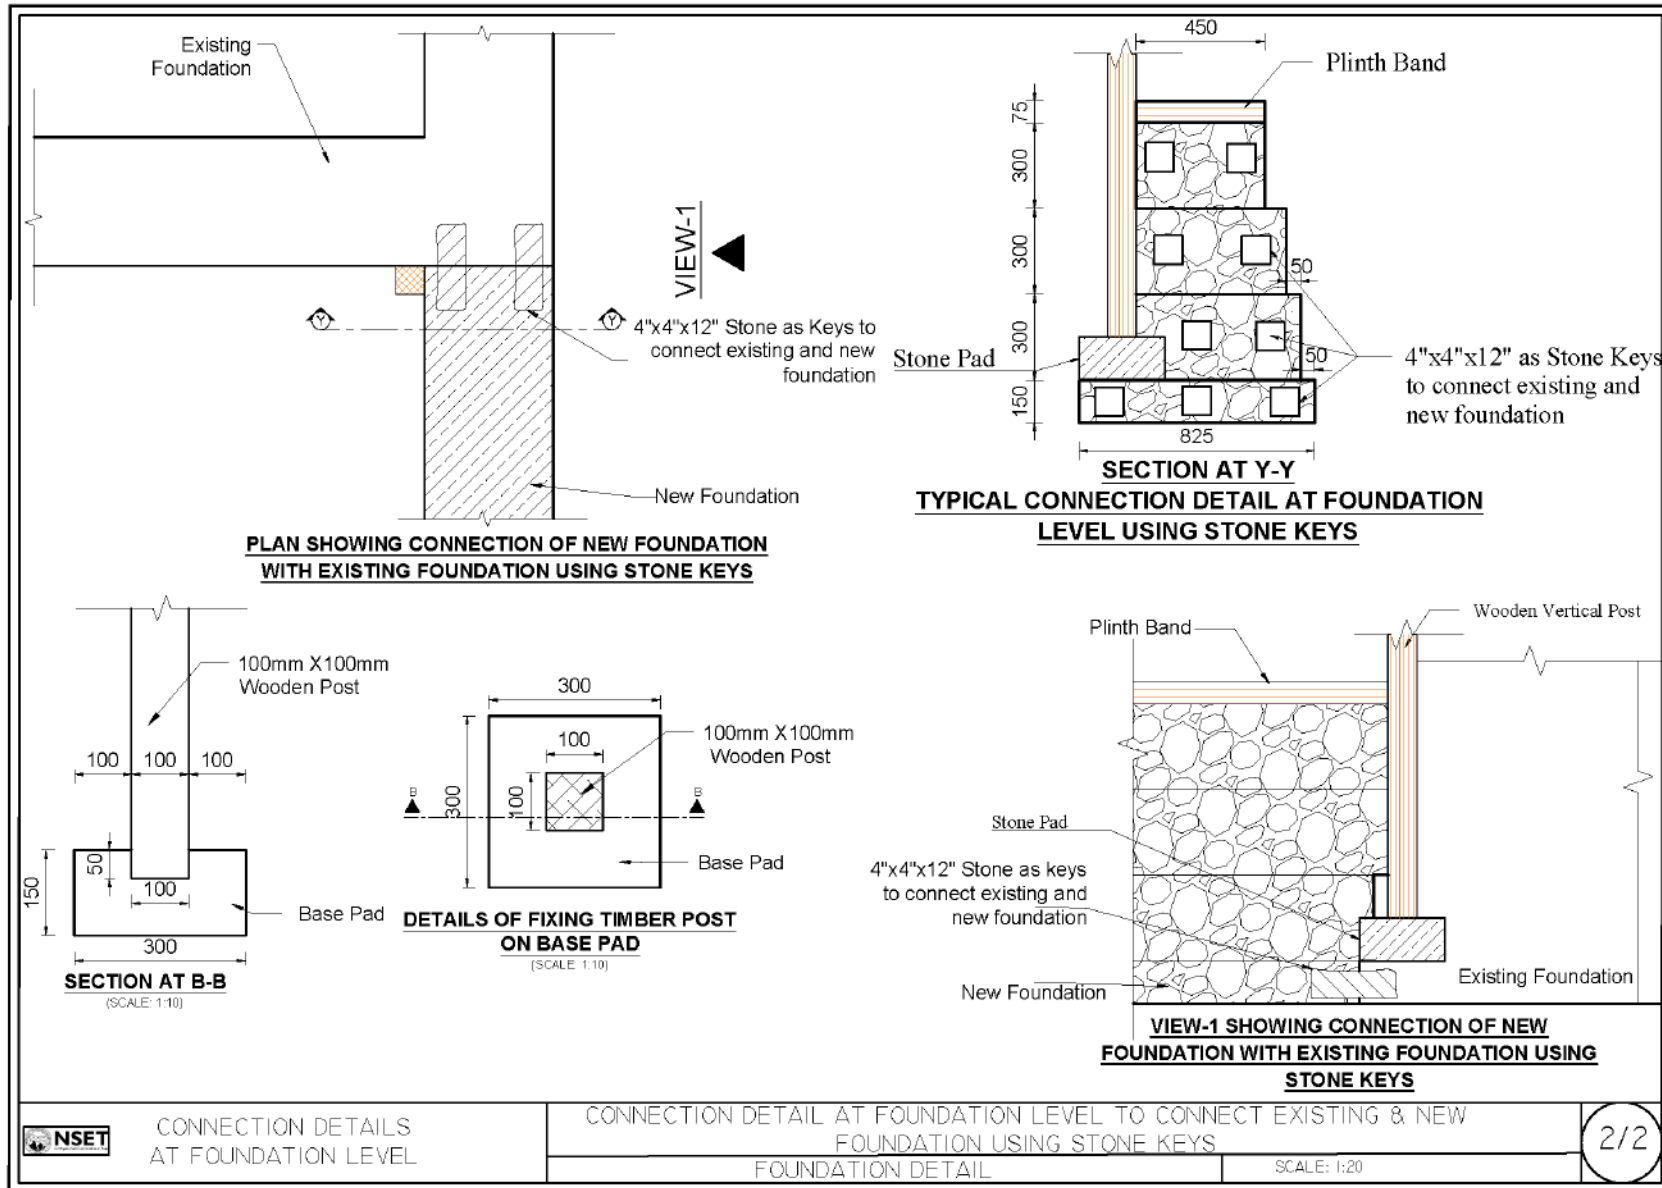 Existing
Foundation
VIEW-1
Y
Y
4"x4"x12" Stone as Keys to
connect existing and new
foundation
New Foundation
PLAN SHOWING CONNECTION OF NEW FOUNDATION
WITH EXISTING FOUNDATION USING STONE KEYS
450
Plinth Band
75
300
300
300
150
50
50
Stone Pad
4"x4"x12" as Stone Keys
to connect existing and
new foundation
825
SECTION AT Y-Y
TYPICAL CONNECTION DETAIL AT FOUNDATION
LEVEL USING STONE KEYS
100mm X100mm
Wooden Post
100
100
100
50
150
100
Base Pad
300
SECTION AT B-B
(SCALE: 1:10)
300
100
100mm X100mm
Wooden Post
300
100
B
B
Base Pad
DETAILS OF FIXING TIMBER POST
ON BASE PAD
(SCALE 1:10)
Wooden Vertical Post
Plinth Band
Stone Pad
4"x4"x12" Stone as keys
to connect existing and
new foundation
New Foundation
Existing Foundation
VIEW-1 SHOWING CONNECTION OF NEW
FOUNDATION WITH EXISTING FOUNDATION USING
STONE KEYS
NSET
CONNECTION DETAILS
AT FOUNDATION LEVEL
CONNECTION DETAIL AT FOUNDATION LEVEL TO CONNECT EXISTING & NEW
FOUNDATION USING STONE KEYS
FOUNDATION DETAIL
SCALE: 1:20
2/2